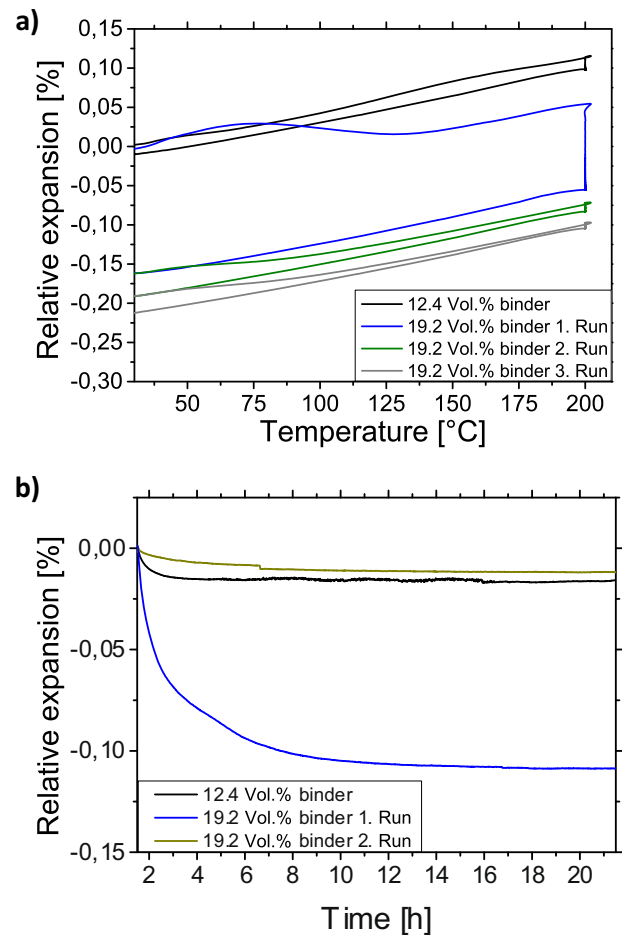 a)
Relative expansion [%]
0,15
0,10
0,05
0,00
-0,05
-0,10
-0,15
-0,20
-0,30
12.4 Vol.% binder
19.2 Vol.% binder 1. Run
19.2 Vol.% binder 2. Run
19.2 Vol.% binder 3. Run
50 75 100 125 150 175 200
Temperature [°C]
b)
Relative expansion [%]
0,00
-0,05
-0,10
-0,15
12.4 Vol.% binder
19.2 Vol.% binder 1. Run
19.2 Vol.% binder 2. Run
2 4 6 8 10 12 14 16 18 20
Time [h]